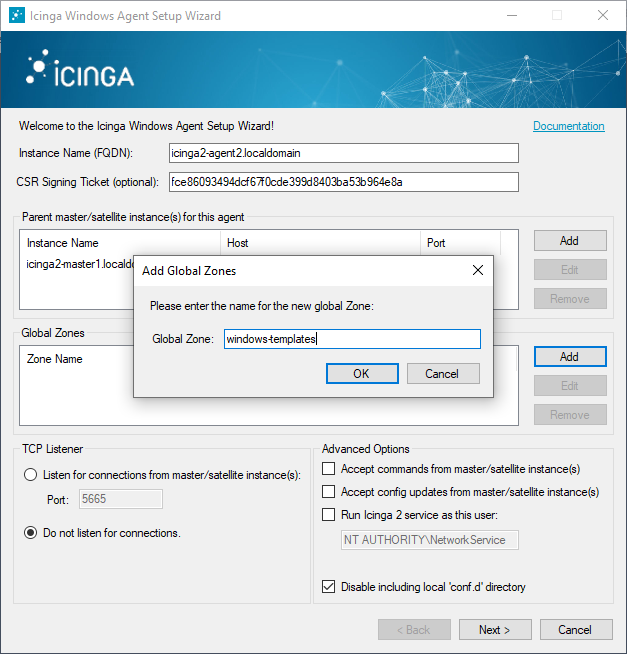 Icinga Windows Agent Setup Wizard
ICINGA
Welcome to the Icinga Windows Agent Setup Wizard!
Documentation
Instance Name (FQDN):
icinga2-agent2.localdomain
CSR Signing Ticket (optional):
fce86093494dcf67f0cde399d8403ba53b964e8a
Parent master/satellite instance(s) for this agent
Instance Name
Host
Port
icinga2-master1.localdo
Add
Edit
Remove
Add Global Zones
Please enter the name for the new global Zone:
Global Zone:
windows-templates
OK
Cancel
Global Zones
Zone Name
Add
Edit
Remove
TCP Listener
Listen for connections from master/satellite instance(s):
Port:
5665
Do not listen for connections.
Advanced Options
Accept commands from master/satellite instance(s)
Accept config updates from master/satellite instance(s)
Run Icinga 2 service as this user:
NT AUTHORITY\NetworkService
Disable including local 'conf.d' directory
< Back
Next >
Cancel